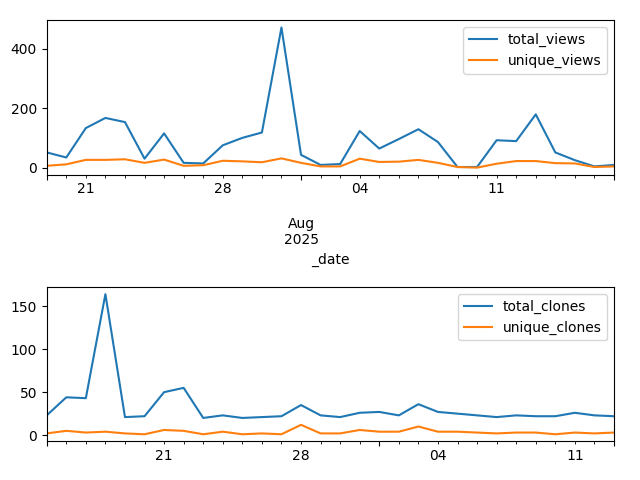 400
200
0
total_views
unique_views
21
28
04
11
Aug
2025
_date
150
100
50
0
total_clones
unique_clones
21
28
04
11